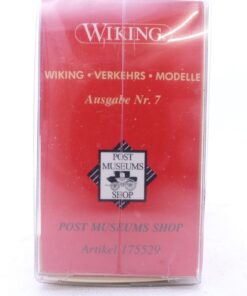 WIKING
WIKING • VERKEHRS • MODELLE
Ausgabe Nr. 7
POST
MUSEUMS
SHOP
POST MUSEUMS SHOP
Artikel 175529